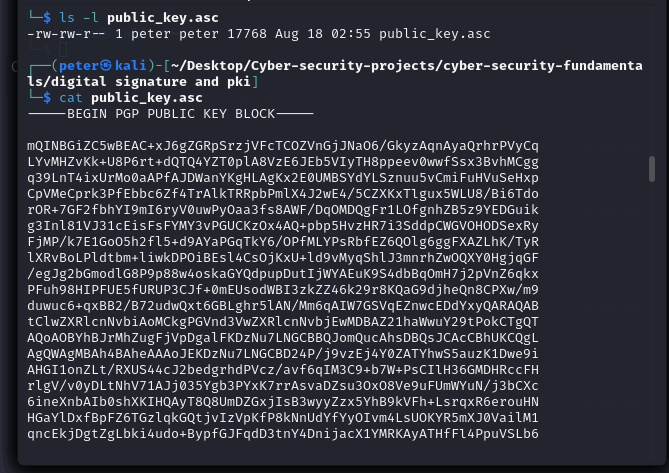 └─$ ls -l public_key.asc
-rw-rw-r-- 1 peter peter 17768 Aug 18 02:55 public_key.asc
┌──(peter㉿kali)-[~/Desktop/Cyber-security-projects/cyber-security-fundamenta
ls/digital signature and pki]
└─$ cat public_key.asc
-----BEGIN PGP PUBLIC KEY BLOCK-----
mQINBGiZC5wBEAC+xJ6gZGRpSrzjVFcTCOZVnGjJNaO6/GkyzAqnAyaQrhrPVyCq
LYvMHZvKk+U8P6rt+dQTQ4YZT0plA8VzE6JEb5VIyTH8ppeev0wwfSsx3BvhMCgg
q39LnT4ixUrMo0aAPfAJDWanYKgHLAgKx2E0UMBSYdYLSznuu5vCmiFuHVuSeHxp
CpVMeCprk3PfEbbc6Zf4TrAlkTRRpbPmlX4J2wE4/5CZXKxTlgux5WLU8/Bi6Tdo
rOR+7GF2fbhYI9mI6ryV0uwPyOaa3fs8AWF/DqOMDQgFr1LOfgnhZB5z9YEDGuik
g3Inl81VJ31cEisFsFYMY3vPGUCKzOx4AQ+pbp5HvzHR7i3SddpCWGVOHODSexRy
FjMP/k7E1GoO5h2fl5+d9AYaPGqTkY6/OPfMLYPsRbfEZ6QOlg6ggFXAZLhK/TyR
lXRvBoLPldtbm+liwkDPOiBEsl4CsOjKxU+ld9vMyqShlJ3mnrhZwOQXY0HgjqGF
/egJg2bGmodlG8P9p88w4oskaGYQdpupDutIjWYAEuK9S4dbBqOmH7j2pVnZ6qkx
PFuh98HIPFUE5fURUP3CJf+0mEUsodWBI3zkZZ46k29r8KQaG9djheQn8CPXw/m9
duwuc6+qxBB2/B72udwQxt6GBLghr5lAN/Mm6qAIW7GSVqEZnwcEDdYxyQARAQAB
tClwZXRlcnNvbiAoMCkgPGVnd3VwZXRlcnNvbjEwMDBAZ21haWwuY29tPokCTgQT
AQoAOBYhBJrMhZugFjVpDgalFKDzNu7LNGCBBQJomQucAhsDBQsJCAcCBhUKCQgL
AgQWAgMBAh4BAheAAAoJEKDzNu7LNGCBD24P/j9vzEj4Y0ZATYhwS5auzK1Dwe9i
AHGI1onZLt/RXUS44cJ2bedgrhdPVcz/avf6qIM3C9+b7W+PsCIlH36GMDHRccFH
rlgV/v0yDLtNhV71AJj035Ygb3PYxK7rrAsvaDZsu3OxO8Ve9uFUmWYuN/j3bCXc
6ineXnbAIb0shXKIHQAyT8Q8UmDZGxjIsB3wyyZzx5YhB9kVFh+LsrqxR6erouHN
HGaYlDxfBpFZ6TGzlqkGQtjvIzVpKfP8kNnUdYfYyOIvm4LsUOKYR5mXJ0VailM1
qncEkjDgtZgLbki4udo+BypfGJFqdD3tnY4DnijacX1YMRKAyATHfFl4PpuVSLb6